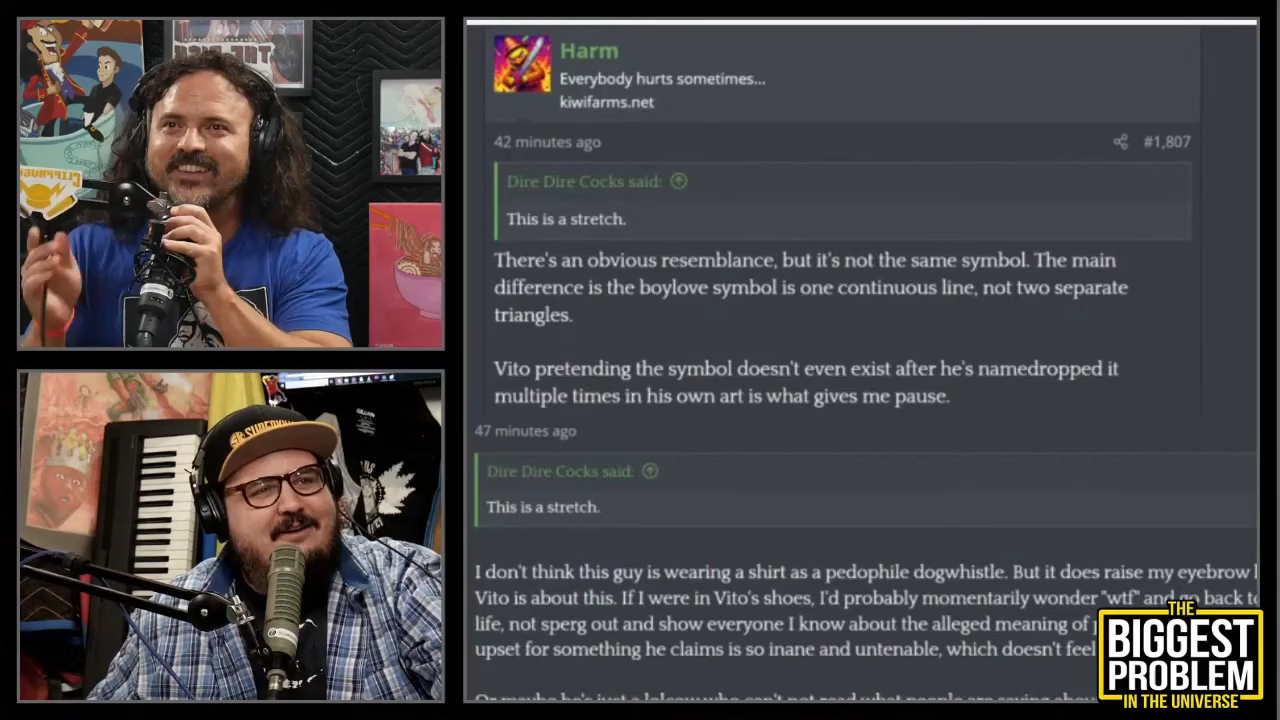 Harm
Everybody hurts sometimes...
kiwifarms.net
42 minutes ago
#1,807
Dire Dire Cocks said:
This is a stretch.
There's an obvious resemblance, but it's not the same symbol. The main
difference is the boylove symbol is one continuous line, not two separate
triangles.
Vito pretending the symbol doesn't even exist after he's namedropped it
multiple times in his own art is what gives me pause.
47 minutes ago
Dire Dire Cocks said:
This is a stretch.
I don't think this guy is wearing a shirt as a pedophile dogwhistle. But it does raise my eyebrow
Vito is about this. If I were in Vito's shoes, I'd probably momentarily wonder "wtf" and go back to
life, not sperg out and show everyone I know about the alleged meaning of
upset for something he claims is so inane and untenable, which doesn't feel
THE
BIGGEST
PROBLEM
IN THE UNIVERSE